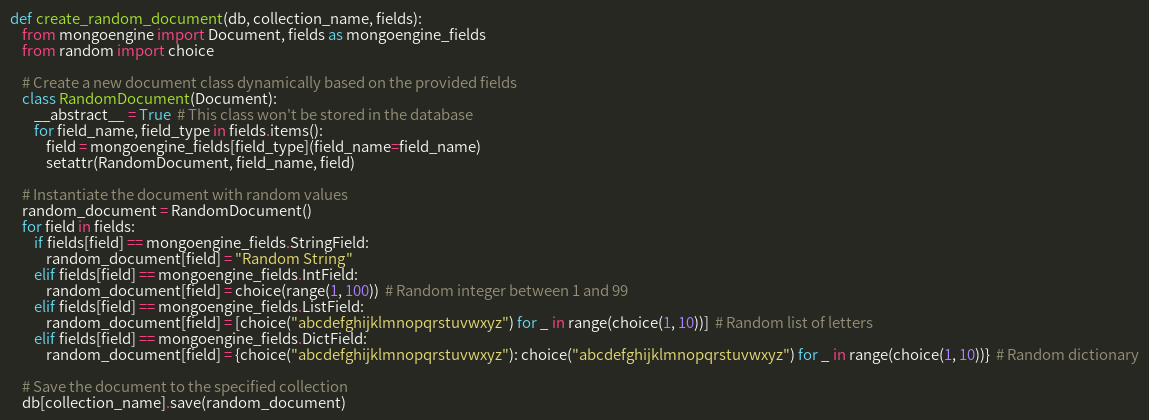 def create_random_document(db, collection_name, fields):
    from mongoengine import Document, fields as mongoengine_fields
    from random import choice

    # Create a new document class dynamically based on the provided fields
    class RandomDocument(Document):
        __abstract__ = True  # This class won't be stored in the database
        for field_name, field_type in fields.items():
            field = mongoengine_fields[field_type](field_name=field_name)
            setattr(RandomDocument, field_name, field)

    # Instantiate the document with random values
    random_document = RandomDocument()
    for field in fields:
        if fields[field] == mongoengine_fields.StringField:
            random_document[field] = "Random String"
        elif fields[field] == mongoengine_fields.IntField:
            random_document[field] = choice(range(1, 100))  # Random integer between 1 and 99
        elif fields[field] == mongoengine_fields.ListField:
            random_document[field] = [choice("abcdefghijklmnopqrstuvwxyz") for _ in range(choice(1, 10))]  # Random list of letters
        elif fields[field] == mongoengine_fields.DictField:
            random_document[field] = {choice("abcdefghijklmnopqrstuvwxyz"): choice("abcdefghijklmnopqrstuvwxyz") for _ in range(choice(1, 10))}  # Random dictionary

    # Save the document to the specified collection
    db[collection_name].save(random_document)